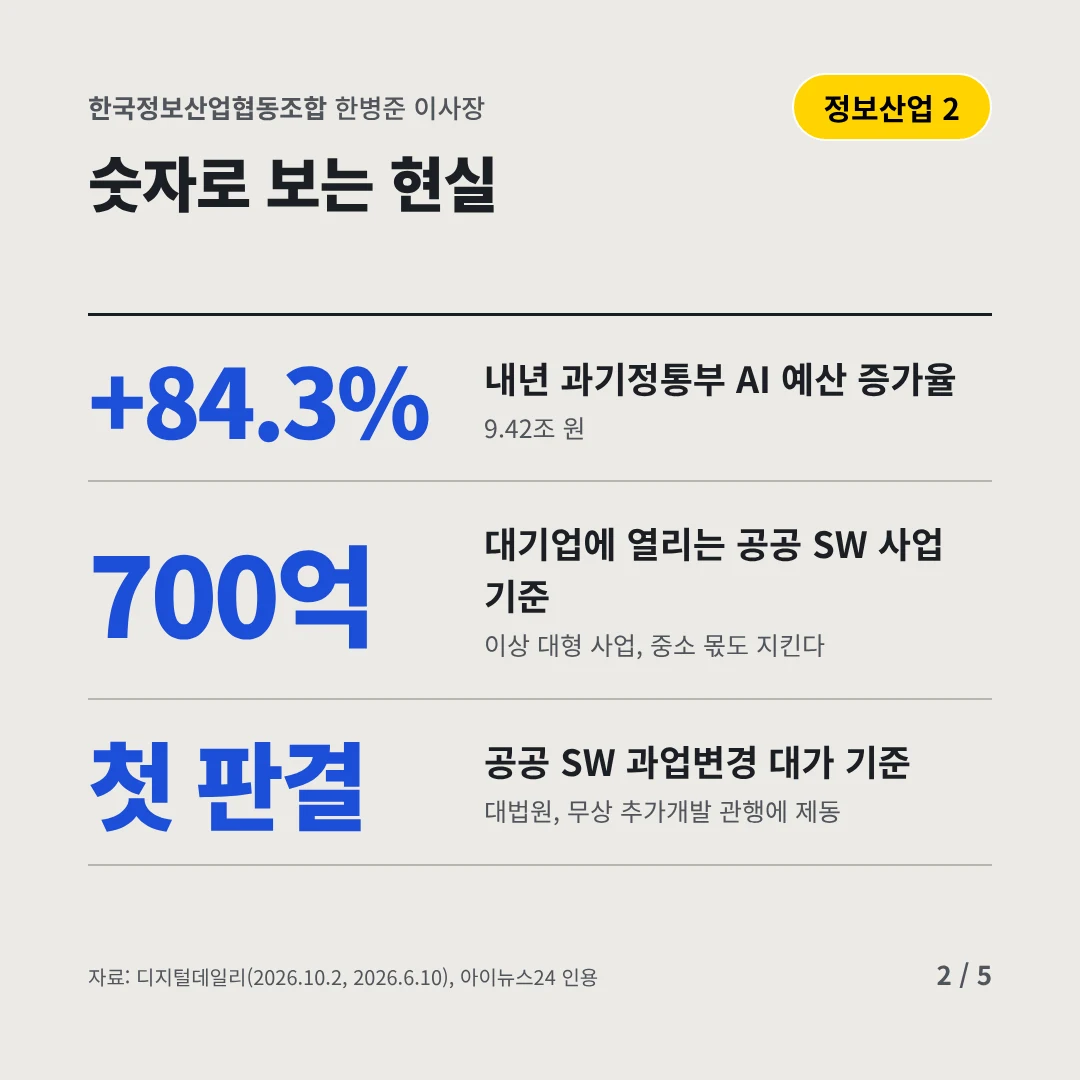 한국정보산업협동조합 한병준 이사장
정보산업 2
숫자로 보는 현실
+84.3%
내년 과기정통부 AI 예산 증가율
9.42조 원
700억
대기업에 열리는 공공 SW 사업
기준
이상 대형 사업, 중소 몫도 지킨다
첫 판결
공공 SW 과업변경 대가 기준
대법원, 무상 추가개발 관행에 제동
자료: 디지털데일리(2026.10.2, 2026.6.10), 아이뉴스24 인용
2 / 5